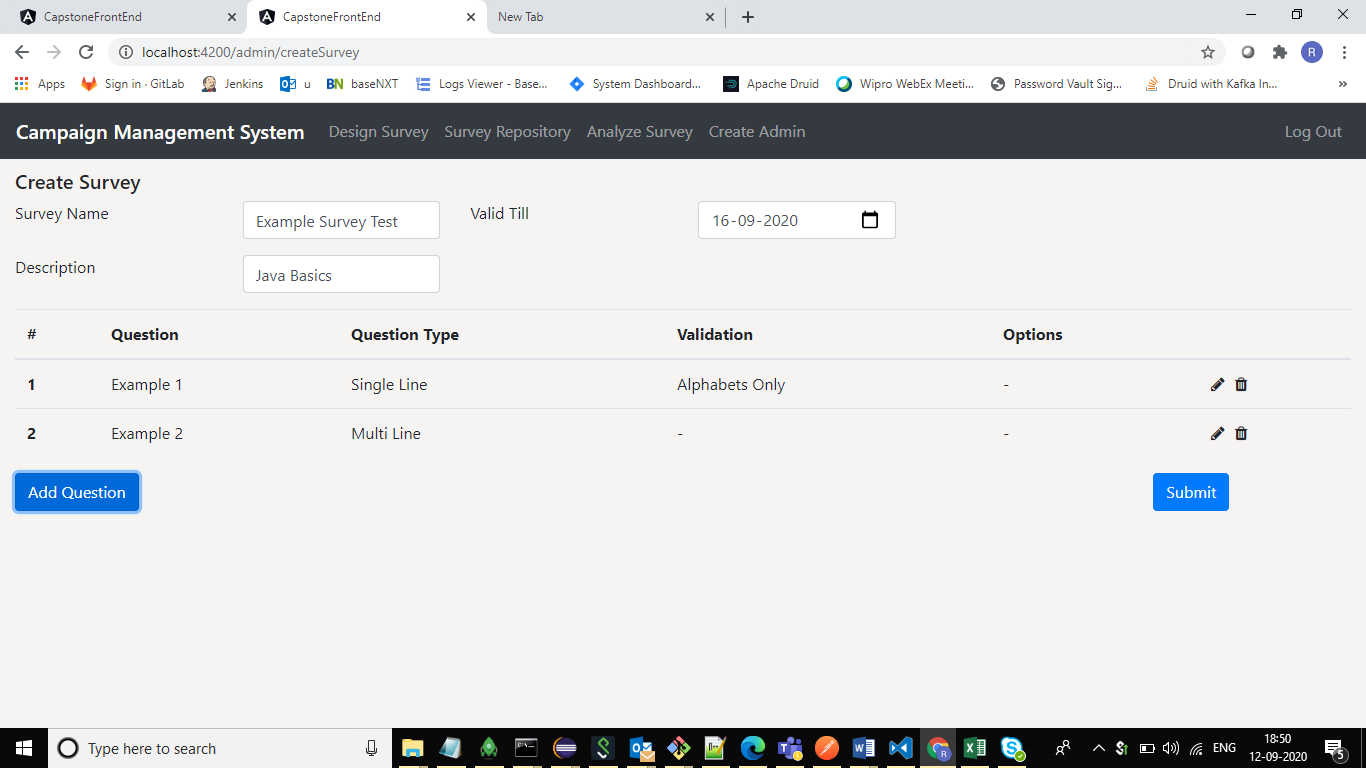 CapstoneFrontEnd
CapstoneFrontEnd
New Tab
localhost:4200/admin/createSurvey
R
Apps Sign in · GitLab Jenkins u BN baseNXT Logs Viewer - Base... System Dashboard... Apache Druid Wipro WebEx Meeti... Password Vault Sig... Druid with Kafka In... »
Campaign Management System Design Survey Survey Repository Analyze Survey Create Admin Log Out
Create Survey
Survey Name Example Survey Test Valid Till 16-09-2020
Description Java Basics
# Question Question Type Validation Options
1 Example 1 Single Line Alphabets Only -
2 Example 2 Multi Line - -
Add Question Submit
Type here to search
ENG
18:50
12-09-2020
5